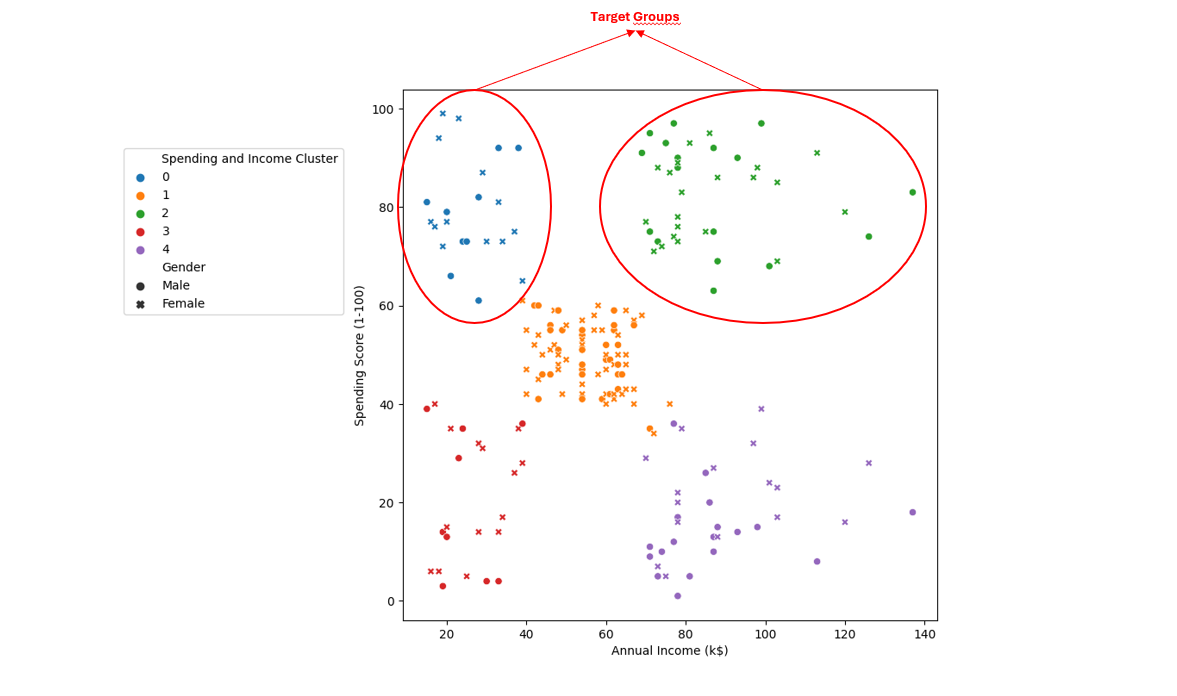 Target Groups
Spending and Income Cluster
0
1
2
3
4
Gender
Male
Female
Spending Score (1-100)
100
80
60
40
20
0
20 40 60 80 100 120 140
Annual Income (k$)